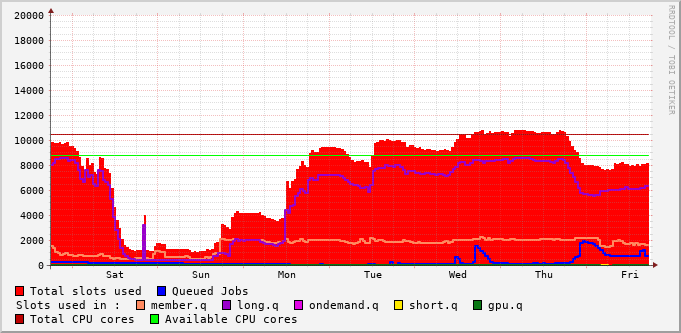 20000
18000
16000
14000
12000
10000
8000
6000
4000
2000
0
Sat Sun Mon Tue Wed Thu Fri
RRDTOOL / TOBI OETIKER
Total slots used Queued Jobs
Slots used in : member.q long.q ondemand.q short.q gpu.q
Total CPU cores Available CPU cores